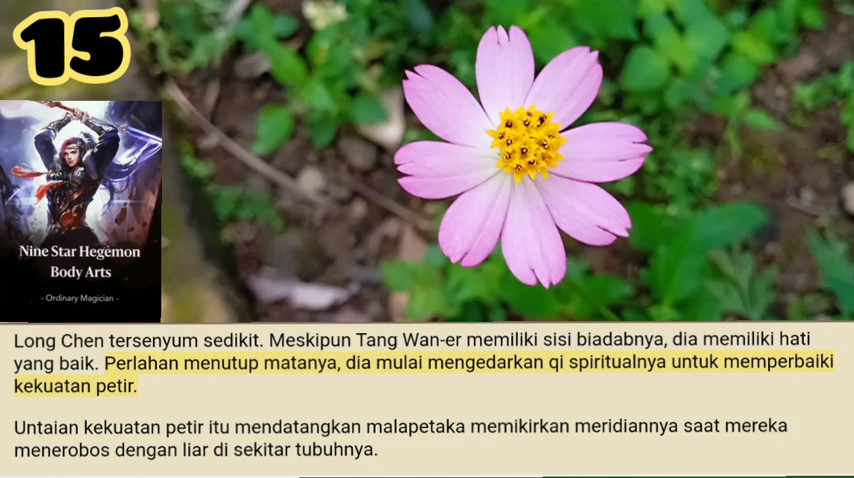 15
Nine Star Hegemon
Body Arts
- Ordinary Magician -
Long Chen tersenyum sedikit. Meskipun Tang Wan-er memiliki sisi biadabnya, dia memiliki hati
yang baik. Perlahan menutup matanya, dia mulai mengedarkan qi spiritualnya untuk memperbaiki
kekuatan petir.
Untaian kekuatan petir itu mendatangkan malapetaka memikirkan meridiannya saat mereka
menerobos dengan liar di sekitar tubuhnya.